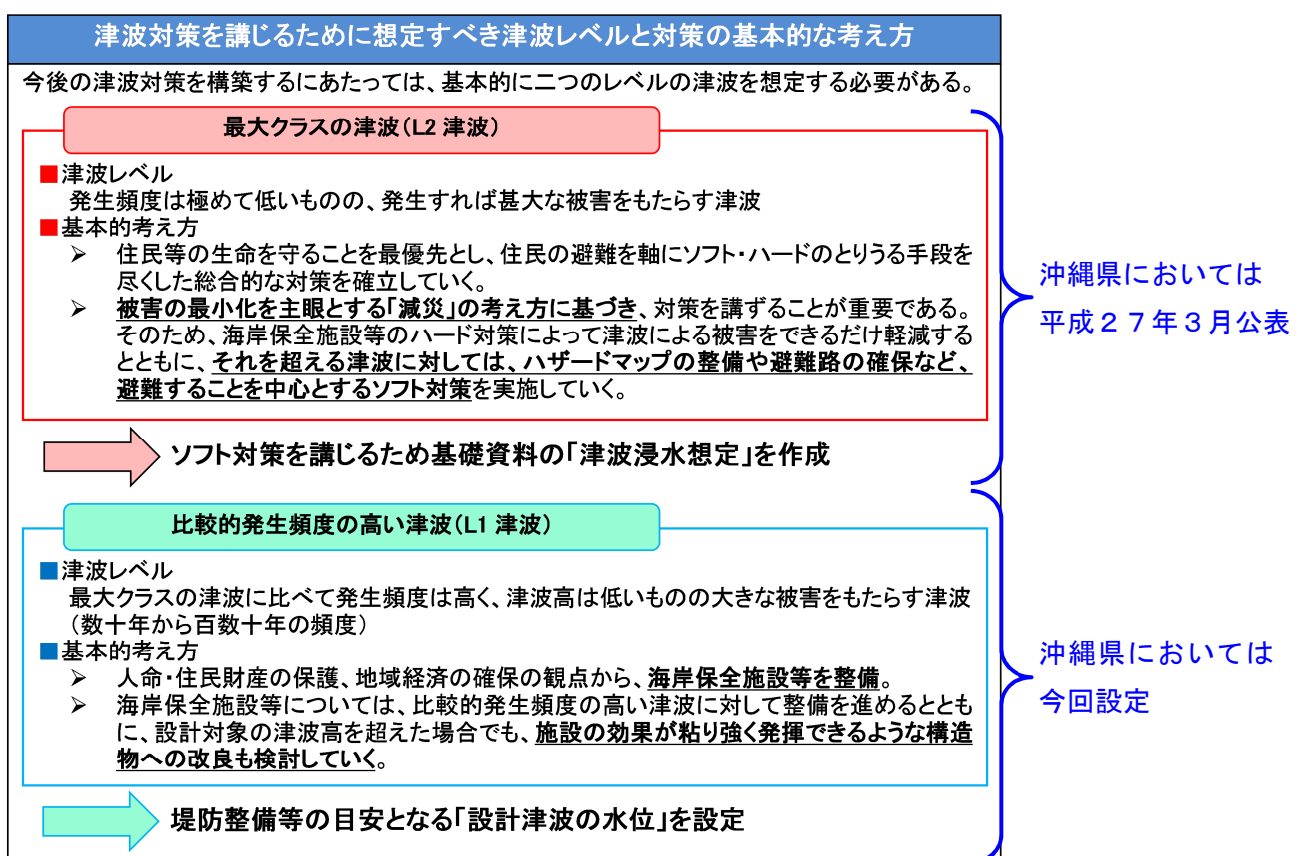 津波対策を講じるために想定すべき津波レベルと対策の基本的な考え方
今後の津波対策を構築するにあたっては、基本的に二つのレベルの津波を想定する必要がある。
最大クラスの津波(L2 津波)
■津波レベル
発生頻度は極めて低いものの、発生すれば甚大な被害をもたらす津波
■基本的考え方
➢ 住民等の生命を守ることを最優先とし、住民の避難を軸にソフト・ハードのとりうる手段を
尽くした総合的な対策を確立していく。
➢ 被害の最小化を主眼とする「減災」の考え方に基づき、対策を講ずることが重要である。
そのため、海岸保全施設等のハード対策によって津波による被害をできるだけ軽減する
とともに、それを超える津波に対しては、ハザードマップの整備や避難路の確保など、
避難することを中心とするソフト対策を実施していく。
ソフト対策を講じるため基礎資料の「津波浸水想定」を作成
沖縄県においては
平成27年3月公表
比較的発生頻度の高い津波(L1 津波)
■津波レベル
最大クラスの津波に比べて発生頻度は高く、津波高は低いものの大きな被害をもたらす津波
(数十年から百数十年の頻度)
■基本的考え方
➢ 人命・住民財産の保護、地域経済の確保の観点から、海岸保全施設等を整備。
➢ 海岸保全施設等については、比較的発生頻度の高い津波に対して整備を進めるととも
に、設計対象の津波高を超えた場合でも、施設の効果が粘り強く発揮できるような構造
物への改良も検討していく。
堤防整備等の目安となる「設計津波の水位」を設定
沖縄県においては
今回設定